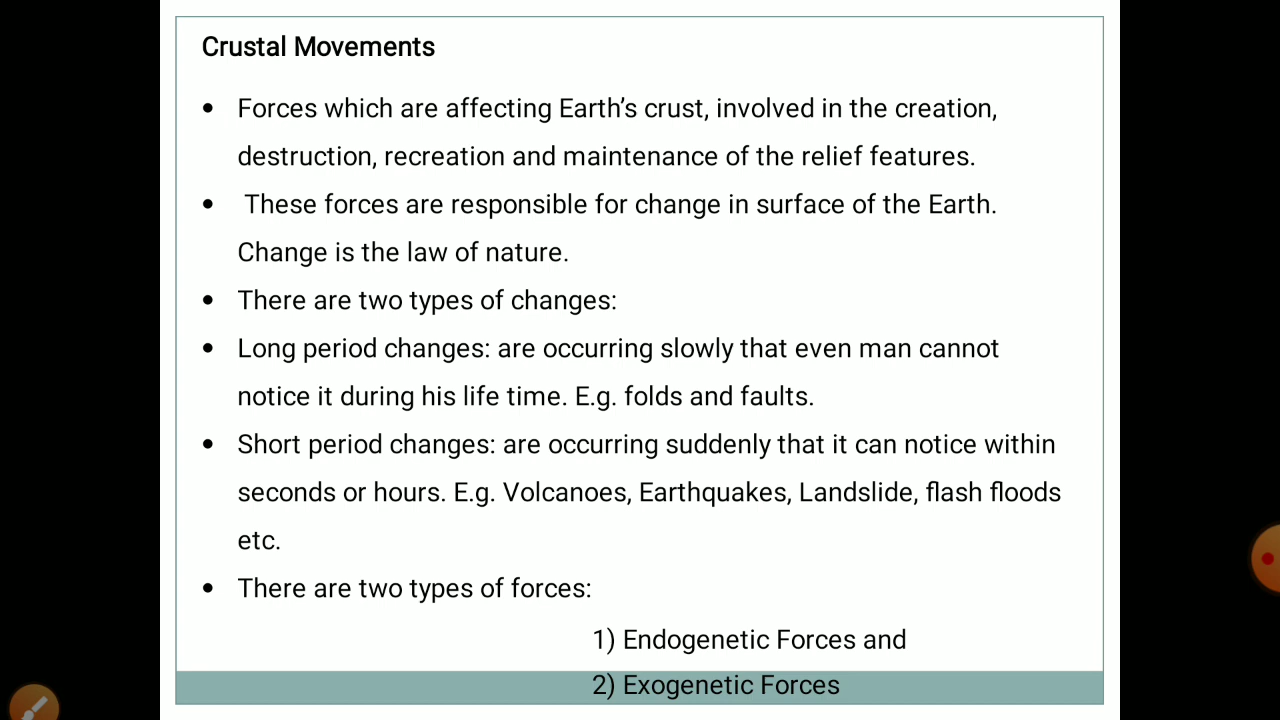 Crustal Movements
• Forces which are affecting Earth’s crust, involved in the creation,
destruction, recreation and maintenance of the relief features.
• These forces are responsible for change in surface of the Earth.
Change is the law of nature.
• There are two types of changes:
• Long period changes: are occurring slowly that even man cannot
notice it during his life time. E.g. folds and faults.
• Short period changes: are occurring suddenly that it can notice within
seconds or hours. E.g. Volcanoes, Earthquakes, Landslide, flash floods
etc.
• There are two types of forces:
1) Endogenetic Forces and
2) Exogenetic Forces